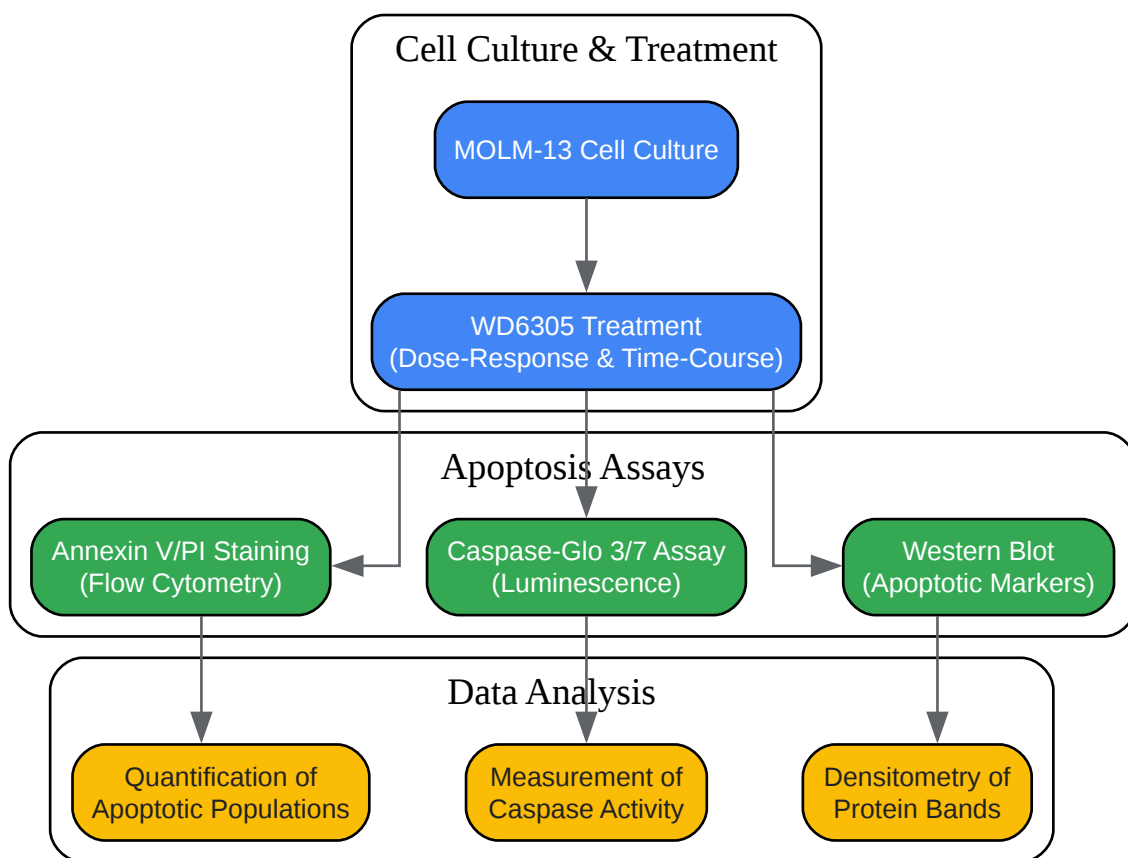 Cell Culture & Treatment
MOLM-13 Cell Culture
WD6305 Treatment
(Dose-Response & Time-Course)
Apoptosis Assays
Annexin V/PI Staining
(Flow Cytometry)
Caspase-Glo 3/7 Assay
(Luminescence)
Western Blot
(Apoptotic Markers)
Data Analysis
Quantification of
Apoptotic Populations
Measurement of
Caspase Activity
Densitometry of
Protein Bands